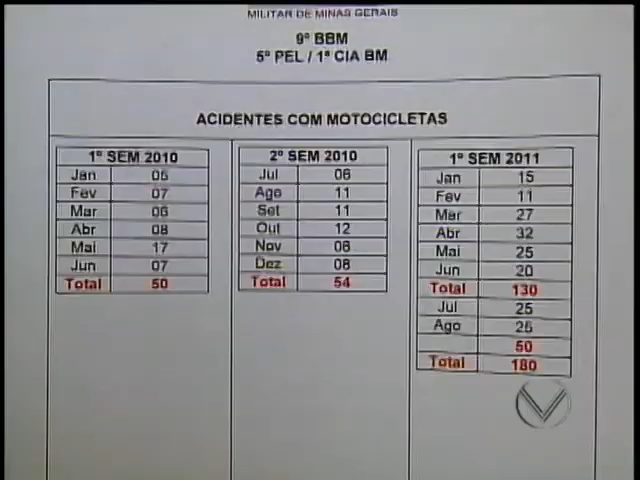 MILITAR DE MINAS GERAIS
9º BBM
5º PEL / 1ª CIA BM
ACIDENTES COM MOTOCICLETAS
1º SEM 2010
Jan 05
Fev 07
Mar 06
Abr 08
Mai 17
Jun 07
Total 50
2º SEM 2010
Jul 06
Ago 11
Set 11
Out 12
Nov
Dez
Total 54
1º SEM 2011
Jan 15
Fev 11
Mar 27
Abr 32
Mai 25
Jun 20
Total 130
Jul 25
Ago 25
50
Total 180